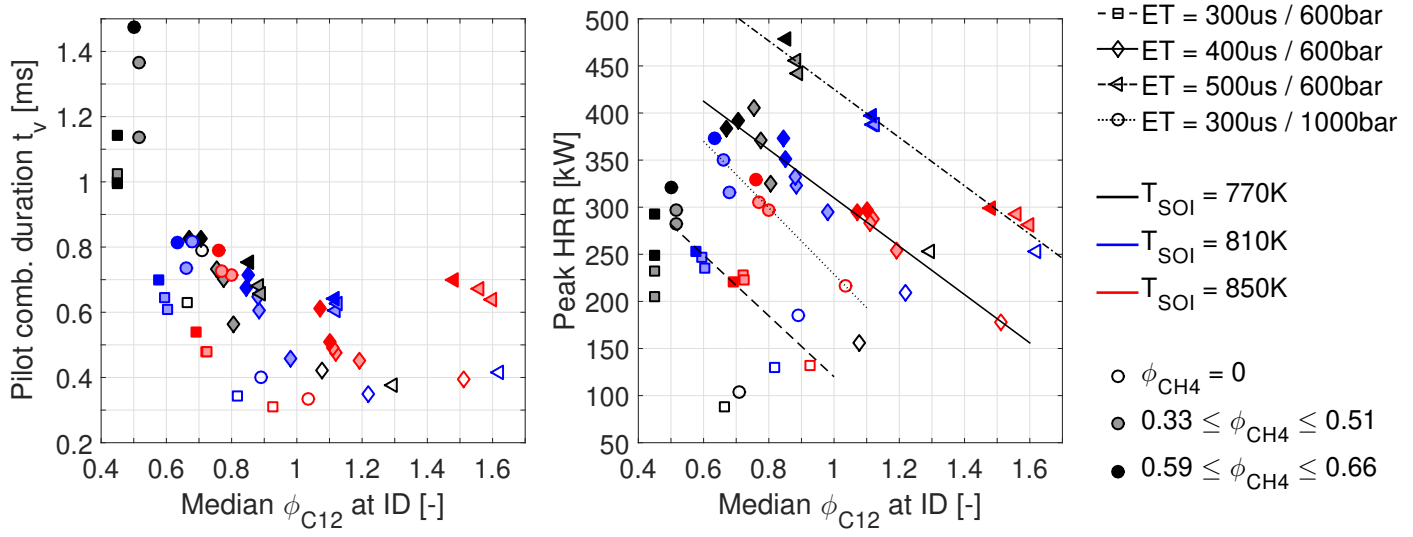 1.4
1.2
1
0.8
0.6
0.4
0.2
0.4 0.6 0.8 1 1.2 1.4 1.6
Pilot comb. duration t_v [ms]
Median ϕ_C12 at ID [-]
500
450
400
350
300
250
200
150
100
50
0.4 0.6 0.8 1 1.2 1.4 1.6
Peak HRR [kW]
Median ϕ_C12 at ID [-]
ET = 300us / 600bar
ET = 400us / 600bar
ET = 500us / 600bar
ET = 300us / 1000bar
T_SOI = 770K
T_SOI = 810K
T_SOI = 850K
ϕ_CH4 = 0
0.33 ≤ ϕ_CH4 ≤ 0.51
0.59 ≤ ϕ_CH4 ≤ 0.66